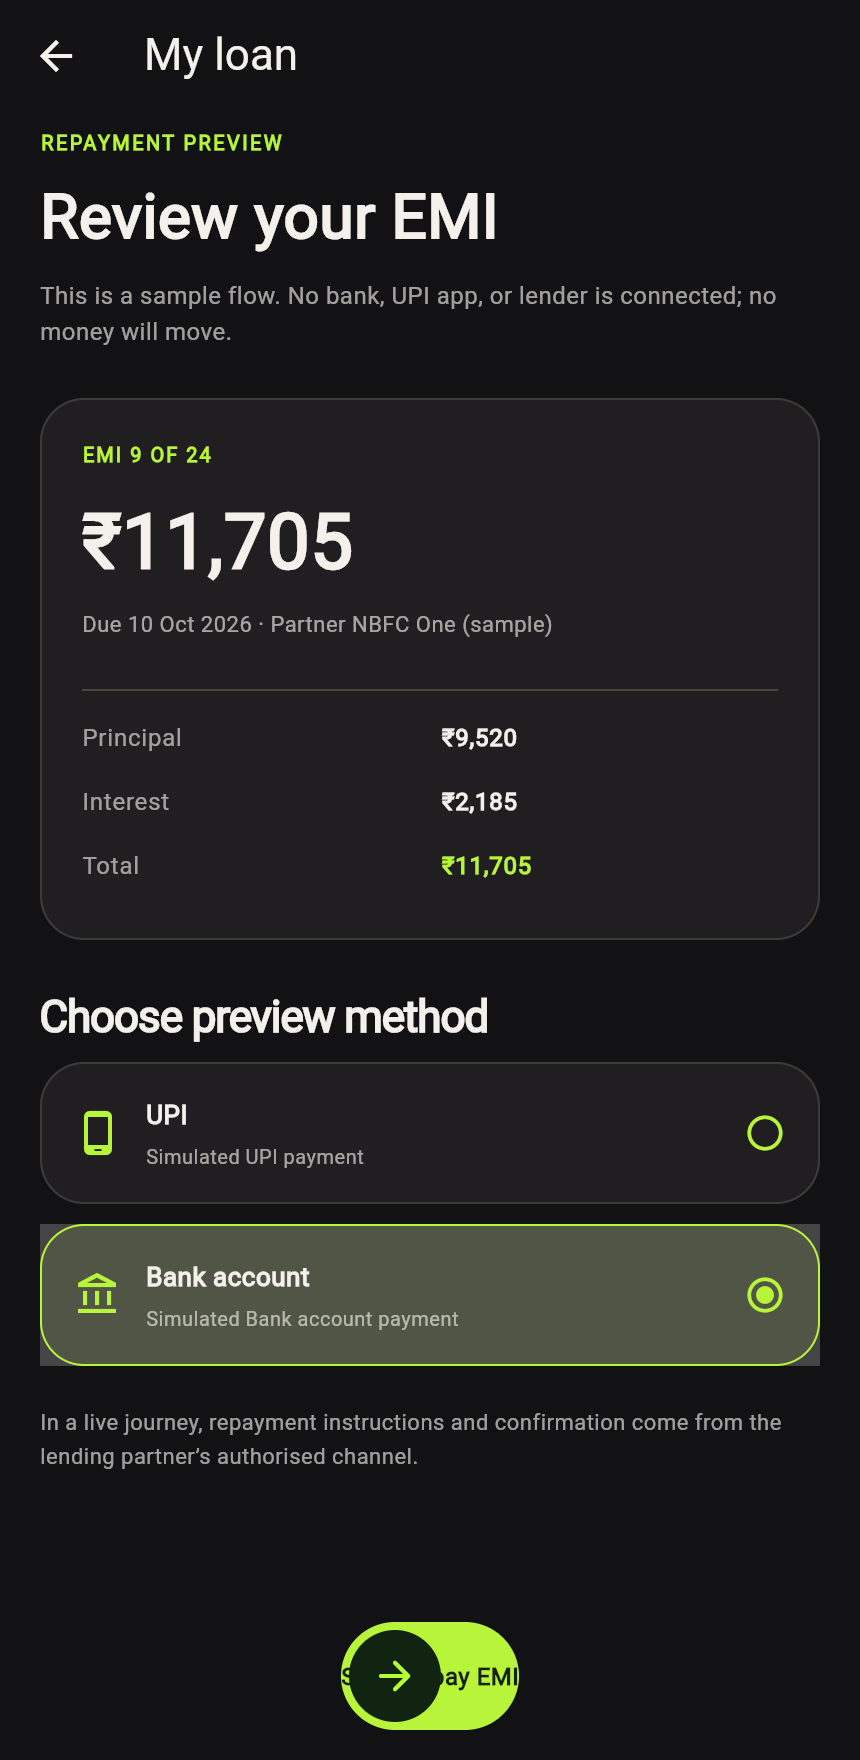 My loan
REPAYMENT PREVIEW
Review your EMI
This is a sample flow. No bank, UPI app, or lender is connected; no
money will move.
EMI 9 OF 24
₹11,705
Due 10 Oct 2026 · Partner NBFC One (sample)
Principal ₹9,520
Interest ₹2,185
Total ₹11,705
Choose preview method
UPI
Simulated UPI payment
Bank account
Simulated Bank account payment
In a live journey, repayment instructions and confirmation come from the
lending partner’s authorised channel.
pay EMI